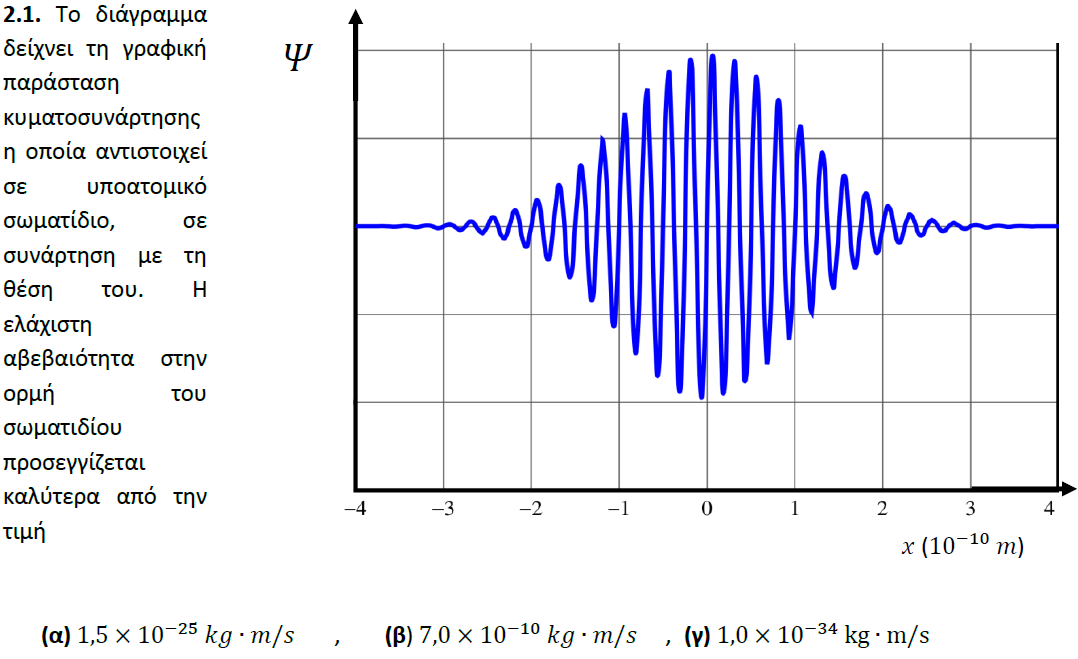 2.1. Το διάγραμμα
δείχνει τη γραφική
παράσταση
κυματοσυνάρτησης
η οποία αντιστοιχεί
σε υποατομικό
σωματίδιο, σε
συνάρτηση με τη
θέση του. Η
ελάχιστη
αβεβαιότητα στην
ορμή του
σωματιδίου
προσεγγίζεται
καλύτερα από την
τιμή
Ψ
−4 −3 −2 −1 0 1 2 3 4
x (10⁻¹⁰ m)
(α) 1,5 × 10⁻²⁵ kg · m/s , (β) 7,0 × 10⁻¹⁰ kg · m/s , (γ) 1,0 × 10⁻³⁴ kg · m/s